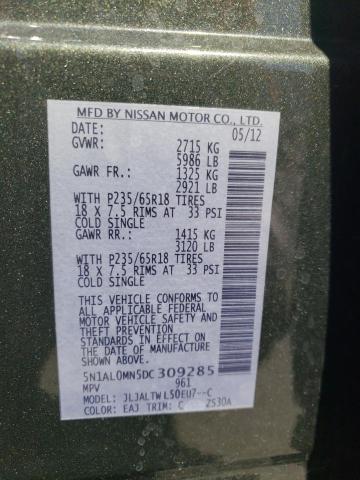 MFD BY NISSAN MOTOR CO., LTD.
DATE: 05/12
GVWR: 2715 KG
5986 LB
GAWR FR.: 1325 KG
2921 LB
WITH P235/65R18 TIRES
18 X 7.5 RIMS AT 33 PSI
COLD SINGLE
GAWR RR.: 1415 KG
3120 LB
WITH P235/65R18 TIRES
18 X 7.5 RIMS AT 33 PSI
COLD SINGLE
THIS VEHICLE CONFORMS TO
ALL APPLICABLE FEDERAL
MOTOR VEHICLE SAFETY AND
THEFT PREVENTION
STANDARDS IN EFFECT ON
THE DATE OF MANUFACTURE
SHOWN ABOVE.
5N1AL0MN5DC309285
MPV 961
MODEL: JLJALTWL50EU7--C
COLOR: EAJ TRIM: C Z530A